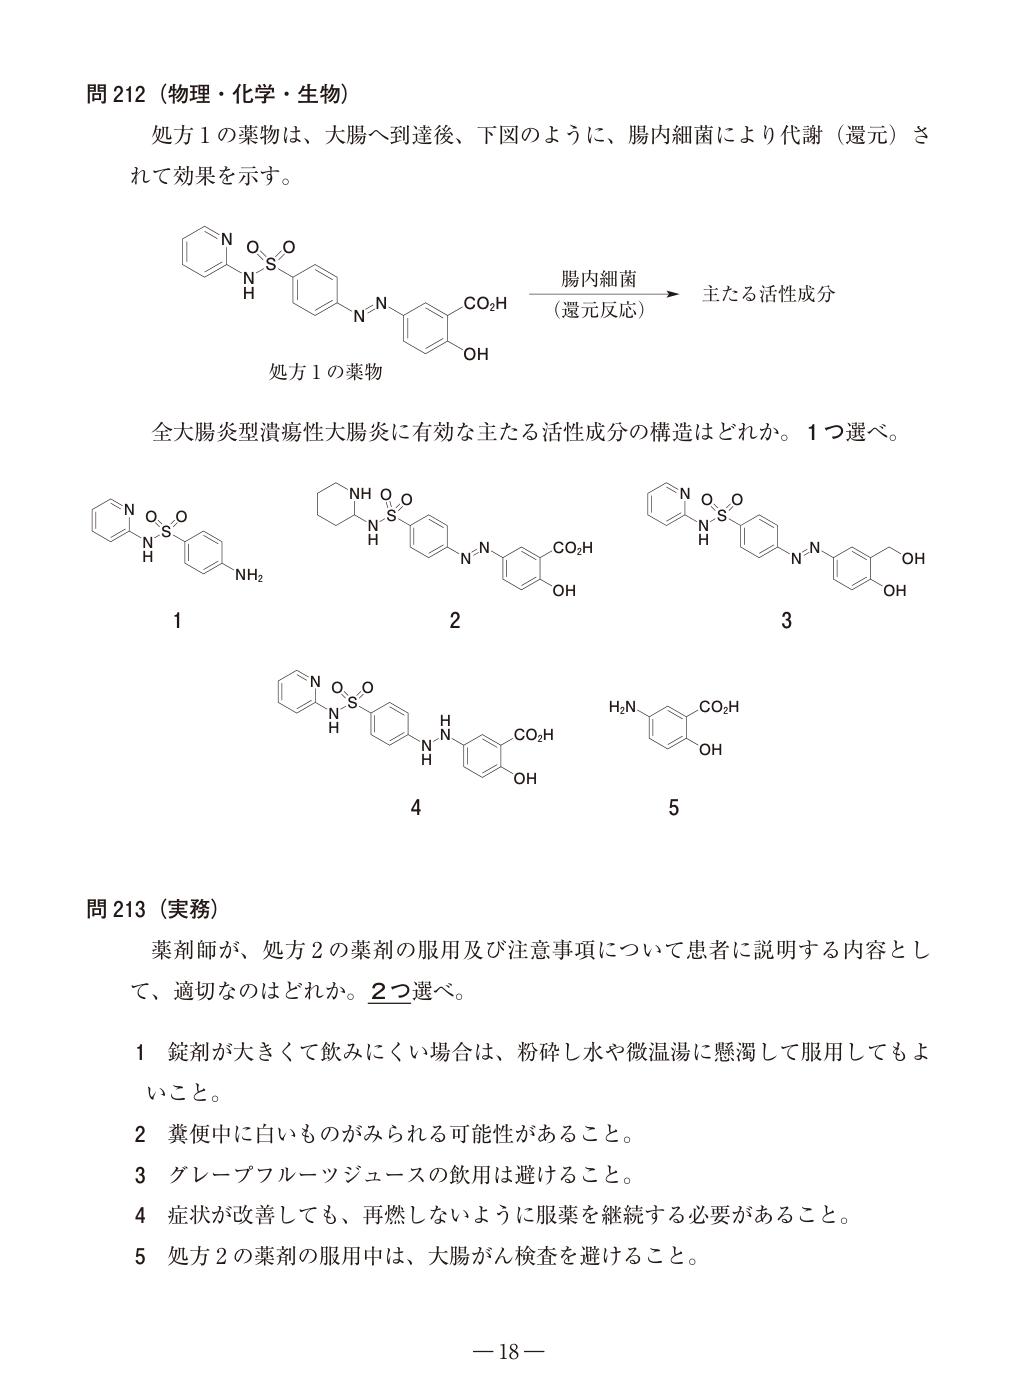 問 212（物理・化学・生物）
処方１の薬物は、大腸へ到達後、下図のように、腸内細菌により代謝（還元）さ
れて効果を示す。
N
O O
S
N
H
N
N
CO₂H
OH
処方１の薬物
腸内細菌
（還元反応）
主たる活性成分
全大腸炎型潰瘍性大腸炎に有効な主たる活性成分の構造はどれか。１つ選べ。
N
O O
S
N
H
NH₂
1
NH
O O
S
N
H
N
N
CO₂H
OH
2
N
O O
S
N
H
N
N
OH
OH
3
N
O O
S
N
H
H
N
N
H
CO₂H
OH
4
H₂N
CO₂H
OH
5
問 213（実務）
薬剤師が、処方２の薬剤の服用及び注意事項について患者に説明する内容とし
て、適切なのはどれか。２つ選べ。
1 錠剤が大きくて飲みにくい場合は、粉砕し水や微温湯に懸濁して服用してもよ
いこと。
2 糞便中に白いものがみられる可能性があること。
3 グレープフルーツジュースの飲用は避けること。
4 症状が改善しても、再燃しないように服薬を継続する必要があること。
5 処方２の薬剤の服用中は、大腸がん検査を避けること。
― 18 ―